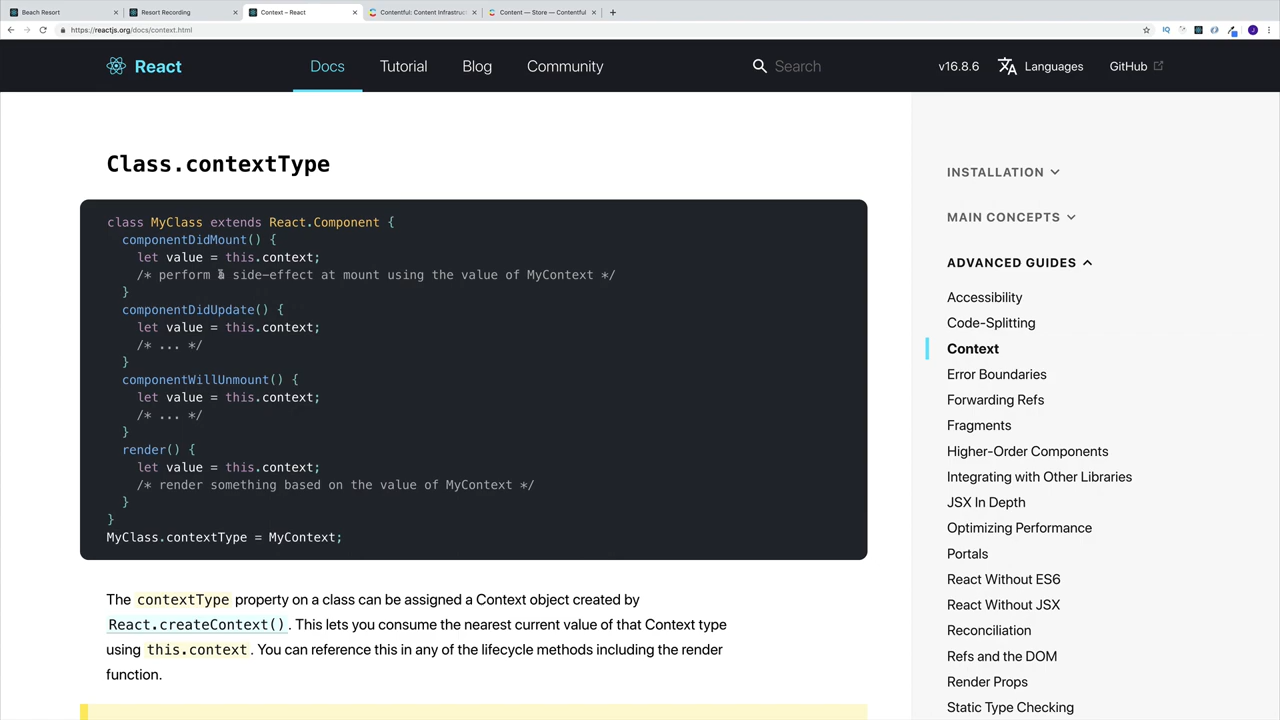 Beach Resort
Resort Recording
Context – React
Contentful: Content Infrastruc
Content — Store — Contentful
https://reactjs.org/docs/context.html
React
Docs
Tutorial
Blog
Community
Search
v16.8.6
Languages
GitHub
Class.contextType
class MyClass extends React.Component {
componentDidMount() {
let value = this.context;
/* perform a side-effect at mount using the value of MyContext */
}
componentDidUpdate() {
let value = this.context;
/* ... */
}
componentWillUnmount() {
let value = this.context;
/* ... */
}
render() {
let value = this.context;
/* render something based on the value of MyContext */
}
}
MyClass.contextType = MyContext;
The contextType property on a class can be assigned a Context object created by
React.createContext(). This lets you consume the nearest current value of that Context type
using this.context. You can reference this in any of the lifecycle methods including the render
function.
INSTALLATION
MAIN CONCEPTS
ADVANCED GUIDES
Accessibility
Code-Splitting
Context
Error Boundaries
Forwarding Refs
Fragments
Higher-Order Components
Integrating with Other Libraries
JSX In Depth
Optimizing Performance
Portals
React Without ES6
React Without JSX
Reconciliation
Refs and the DOM
Render Props
Static Type Checking